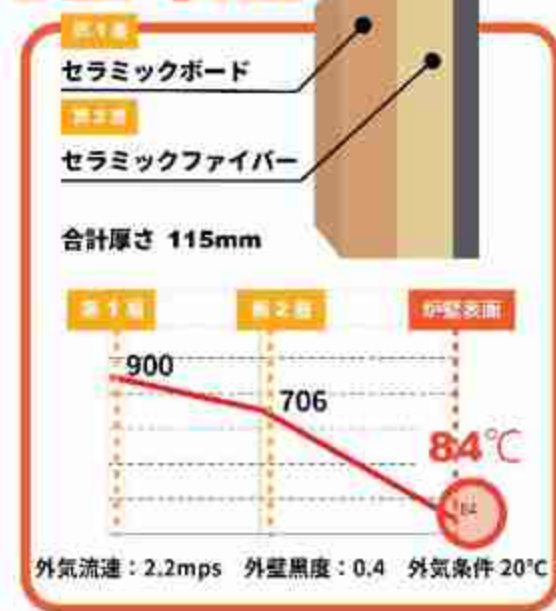 第1層
セラミックボード
第2層
セラミックファイバー
合計厚さ 115mm
第1層 第2層 炉壁表面
900
706
84℃
84
外気流速：2.2mps 外壁黒度：0.4 外気条件 20℃